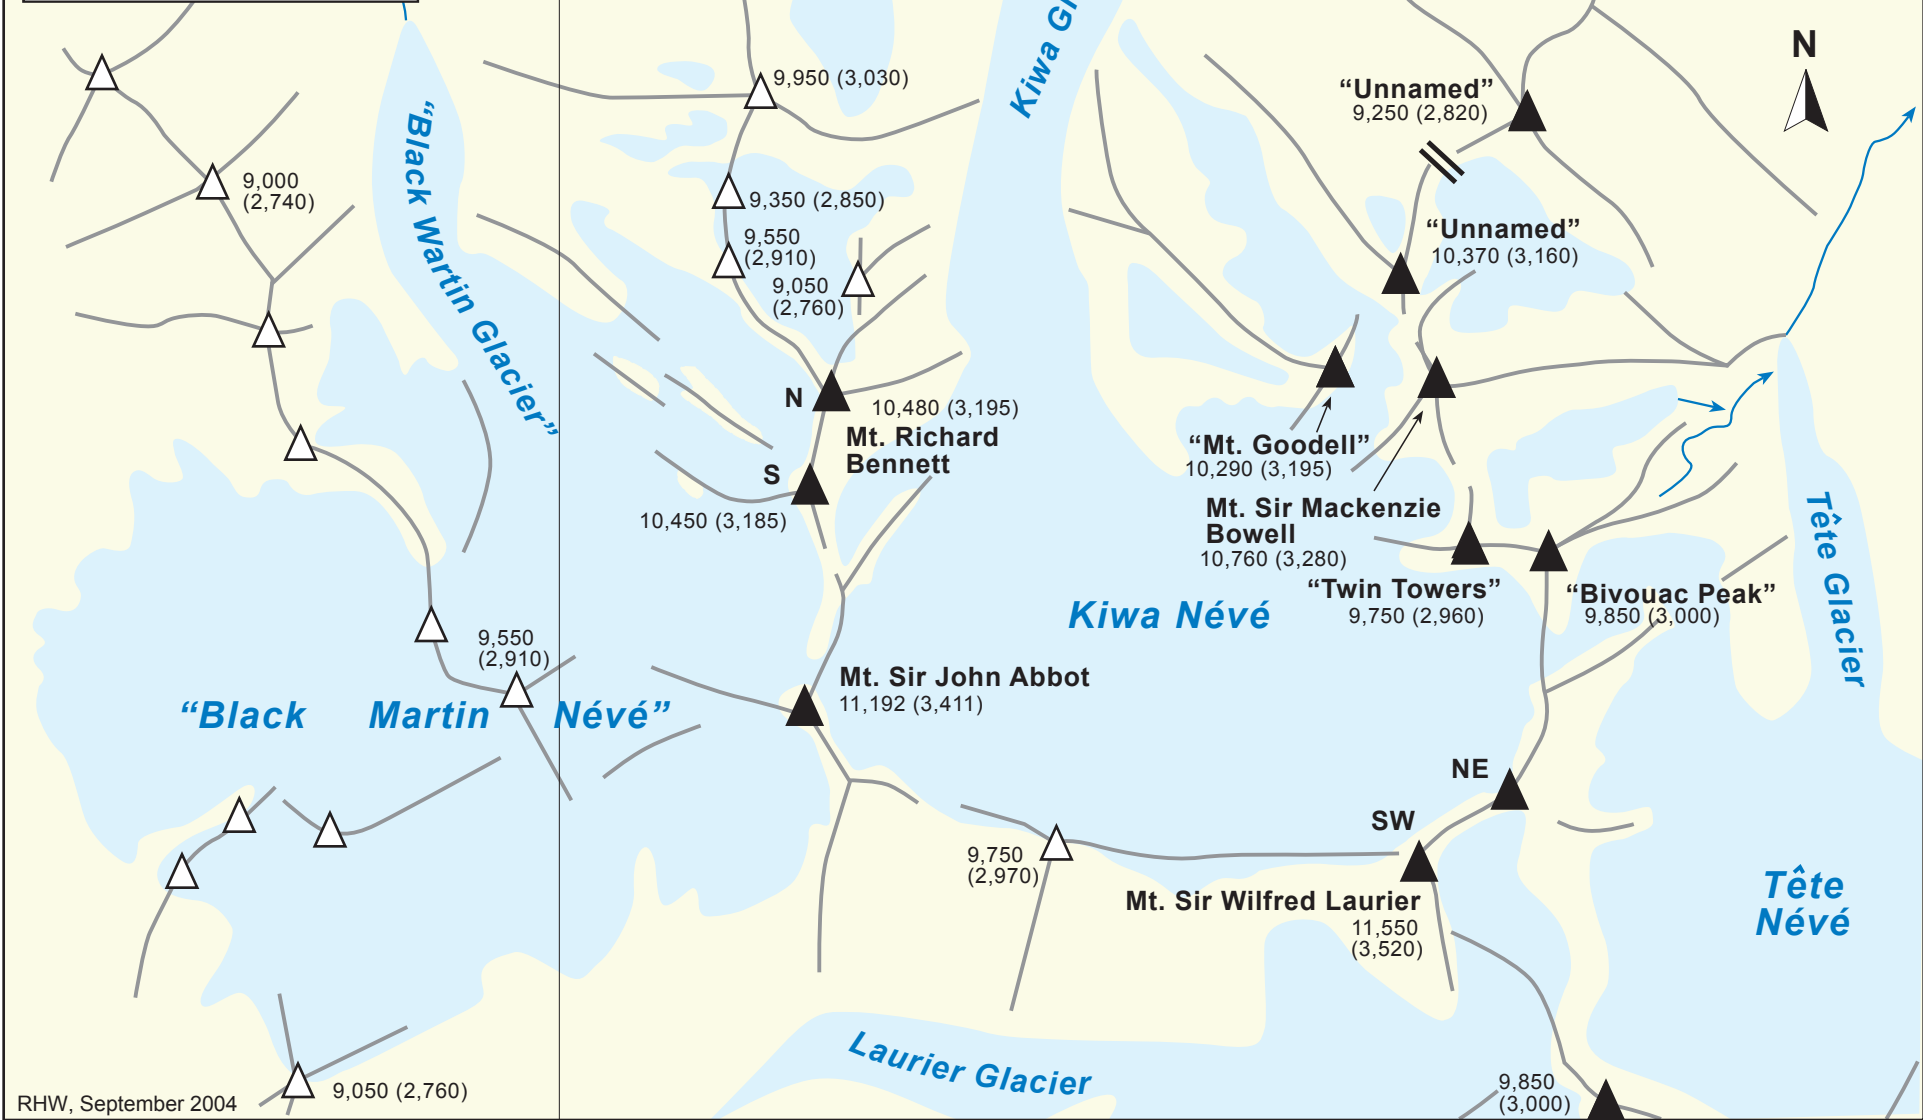 Kiwa Gl
N
9,950 (3,030)
“Unnamed”
9,250 (2,820)
“Black Wartin Glacier”
9,000
(2,740)
9,350 (2,850)
9,550
(2,910)
9,050
(2,760)
“Unnamed”
10,370 (3,160)
N
10,480 (3,195)
Mt. Richard
Bennett
S
10,450 (3,185)
“Mt. Goodell”
10,290 (3,195)
Mt. Sir Mackenzie
Bowell
10,760 (3,280)
“Twin Towers”
9,750 (2,960)
“Bivouac Peak”
9,850 (3,000)
Tête Glacier
Kiwa Névé
9,550
(2,910)
“Black Martin Névé”
Mt. Sir John Abbot
11,192 (3,411)
NE
SW
9,750
(2,970)
Mt. Sir Wilfred Laurier
11,550
(3,520)
Tête
Névé
Laurier Glacier
9,050 (2,760)
9,850
(3,000)
RHW, September 2004